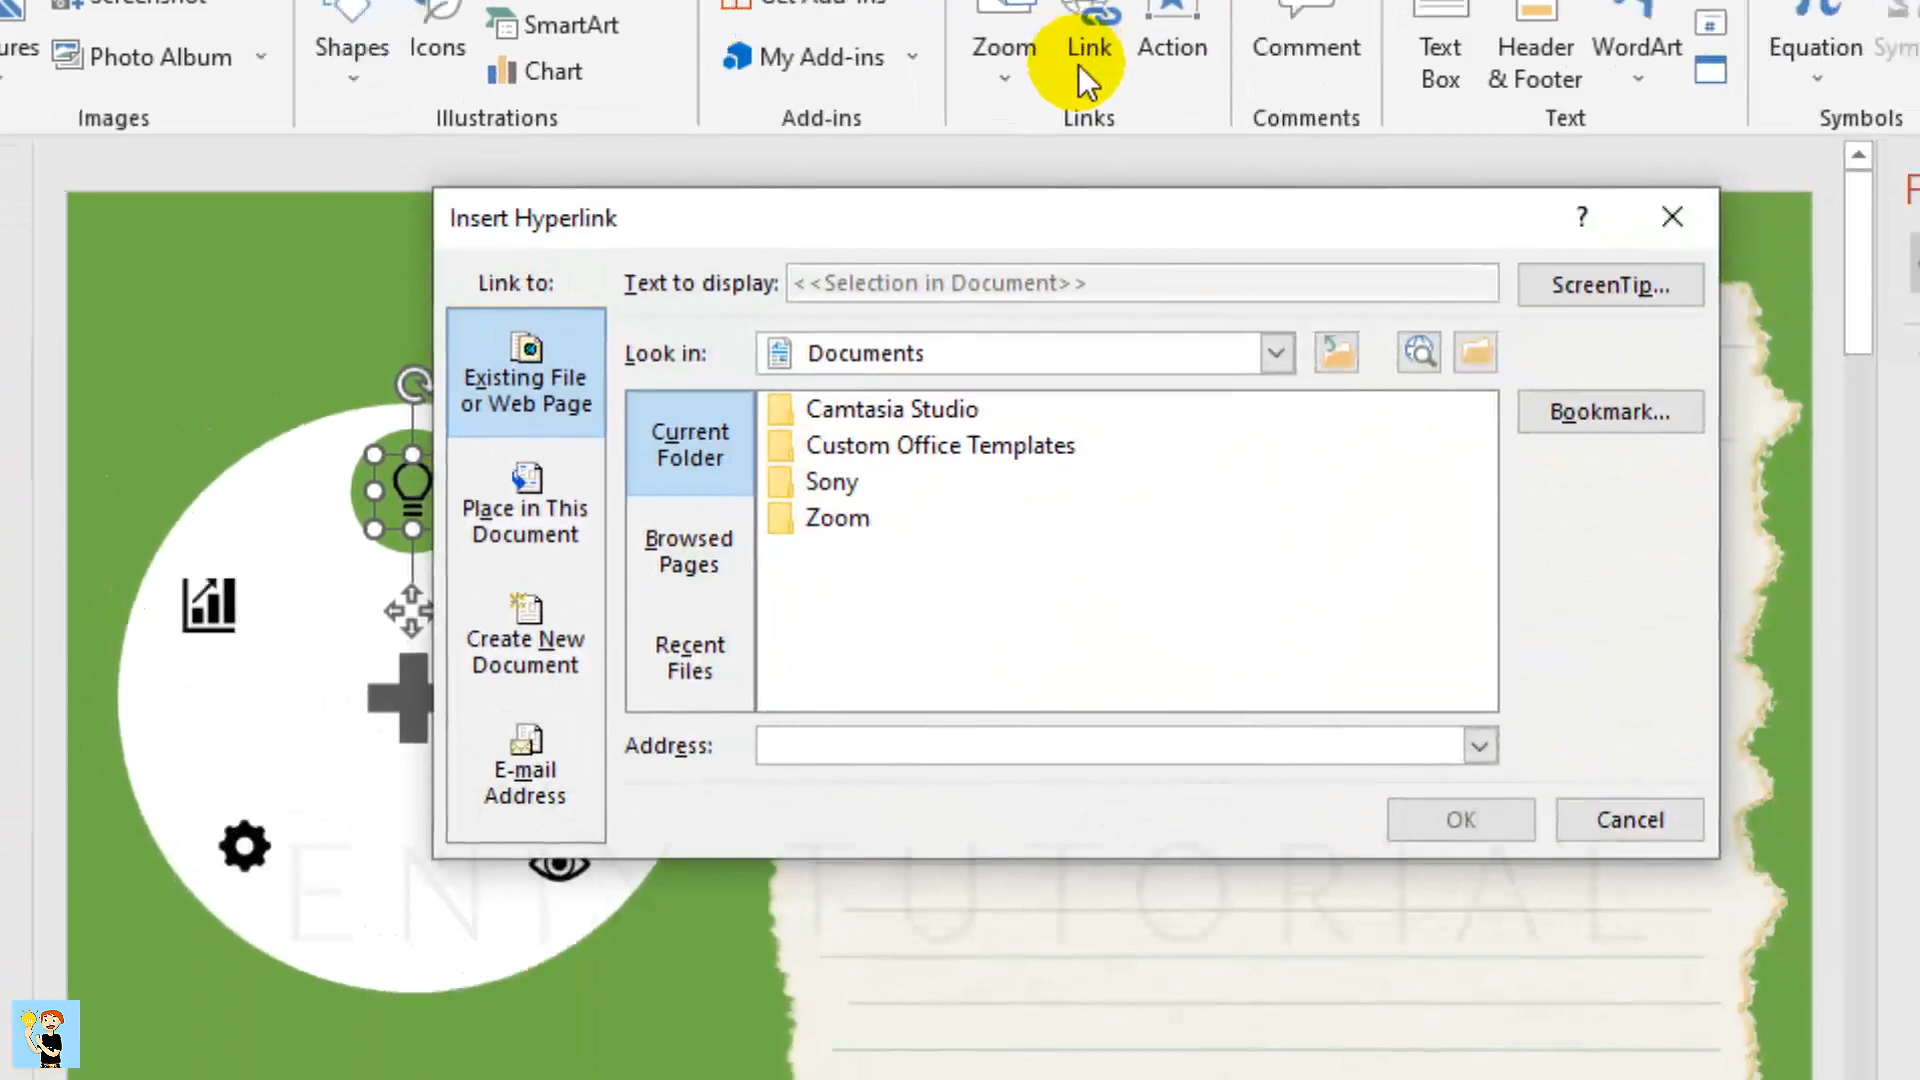 Photo Album
Shapes
Icons
SmartArt
Chart
My Add-ins
Zoom
Link
Action
Comment
Text
Box
Header
& Footer
WordArt
Equation
Images
Illustrations
Add-ins
Links
Comments
Text
Symbols
Insert Hyperlink
?
Link to:
Text to display:
<<Selection in Document>>
ScreenTip...
Existing File
or Web Page
Look in:
Documents
Current
Folder
Camtasia Studio
Custom Office Templates
Sony
Zoom
Bookmark...
Place in This
Document
Browsed
Pages
Create New
Document
Recent
Files
E-mail
Address
Address:
OK
Cancel
TUTORIAL